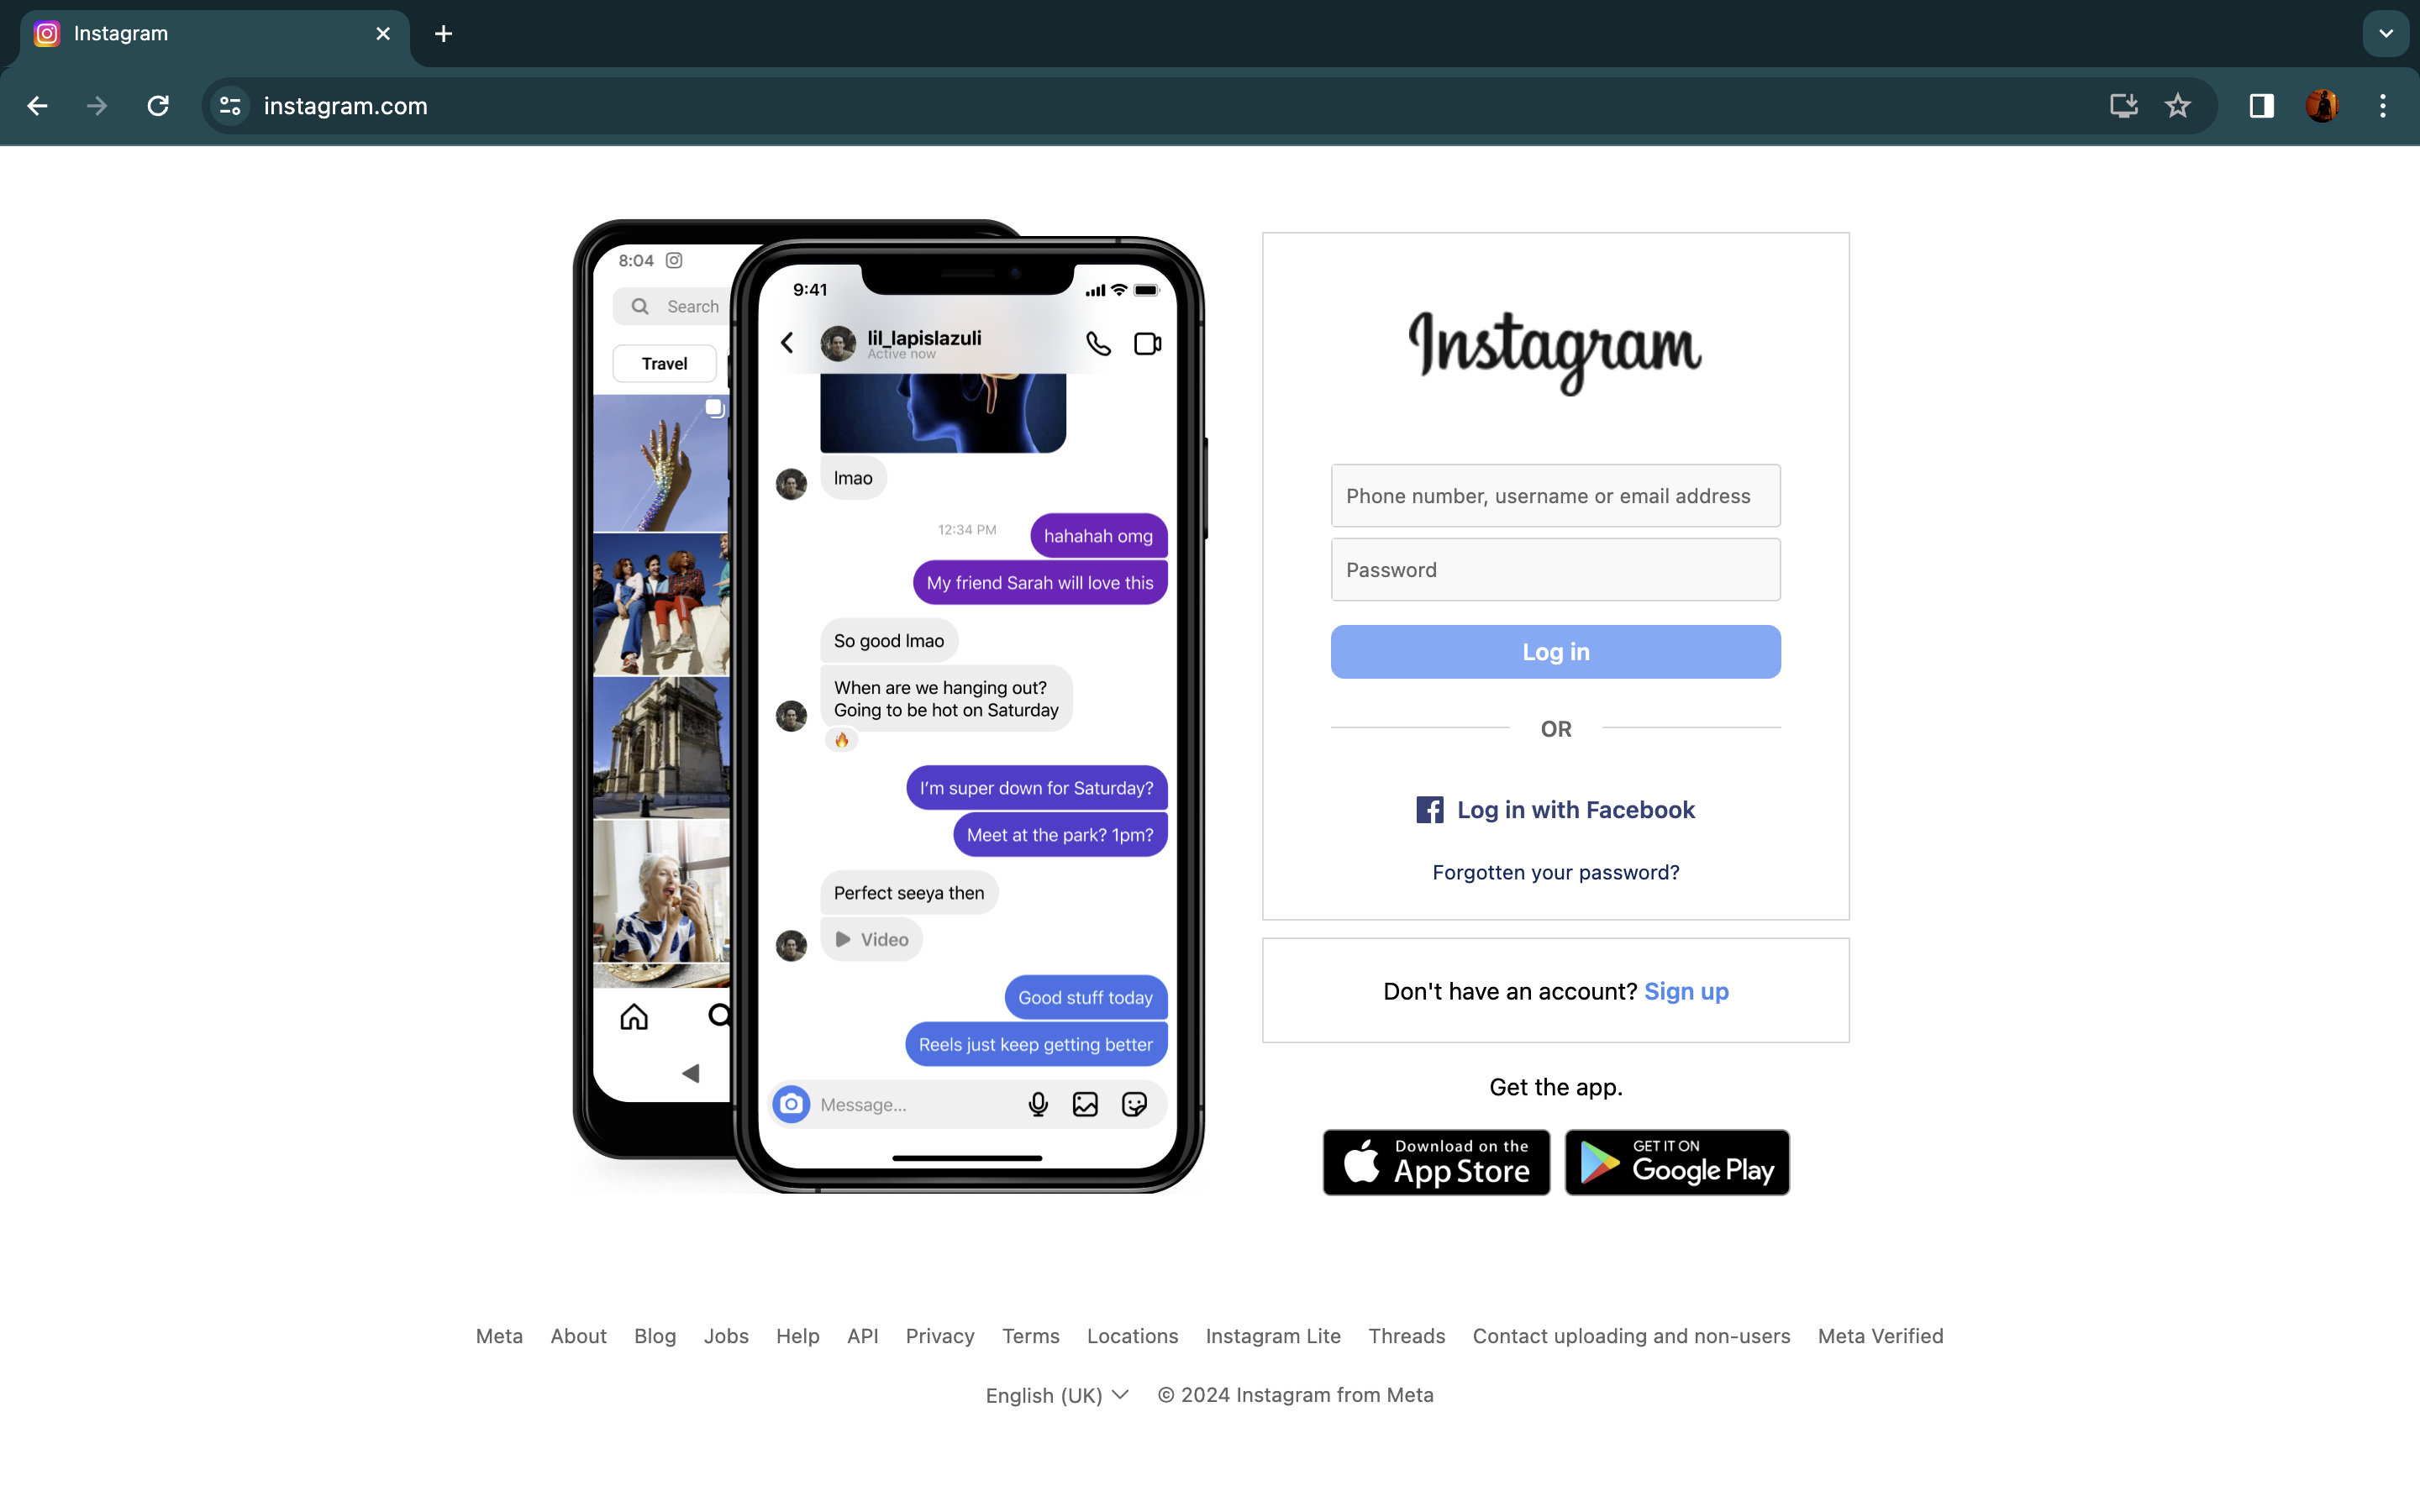 Instagram
instagram.com
8:04
Search
Travel
9:41
lil_lapislazuli
Active now
lmao
12:34 PM
hahahah omg
My friend Sarah will love this
So good lmao
When are we hanging out?
Going to be hot on Saturday
I'm super down for Saturday?
Meet at the park? 1pm?
Perfect seeya then
Video
Good stuff today
Reels just keep getting better
Message...
Instagram
Phone number, username or email address
Password
Log in
OR
Log in with Facebook
Forgotten your password?
Don't have an account? Sign up
Get the app.
Download on the
App Store
GET IT ON
Google Play
Meta About Blog Jobs Help API Privacy Terms Locations Instagram Lite Threads Contact uploading and non-users Meta Verified
English (UK) © 2024 Instagram from Meta